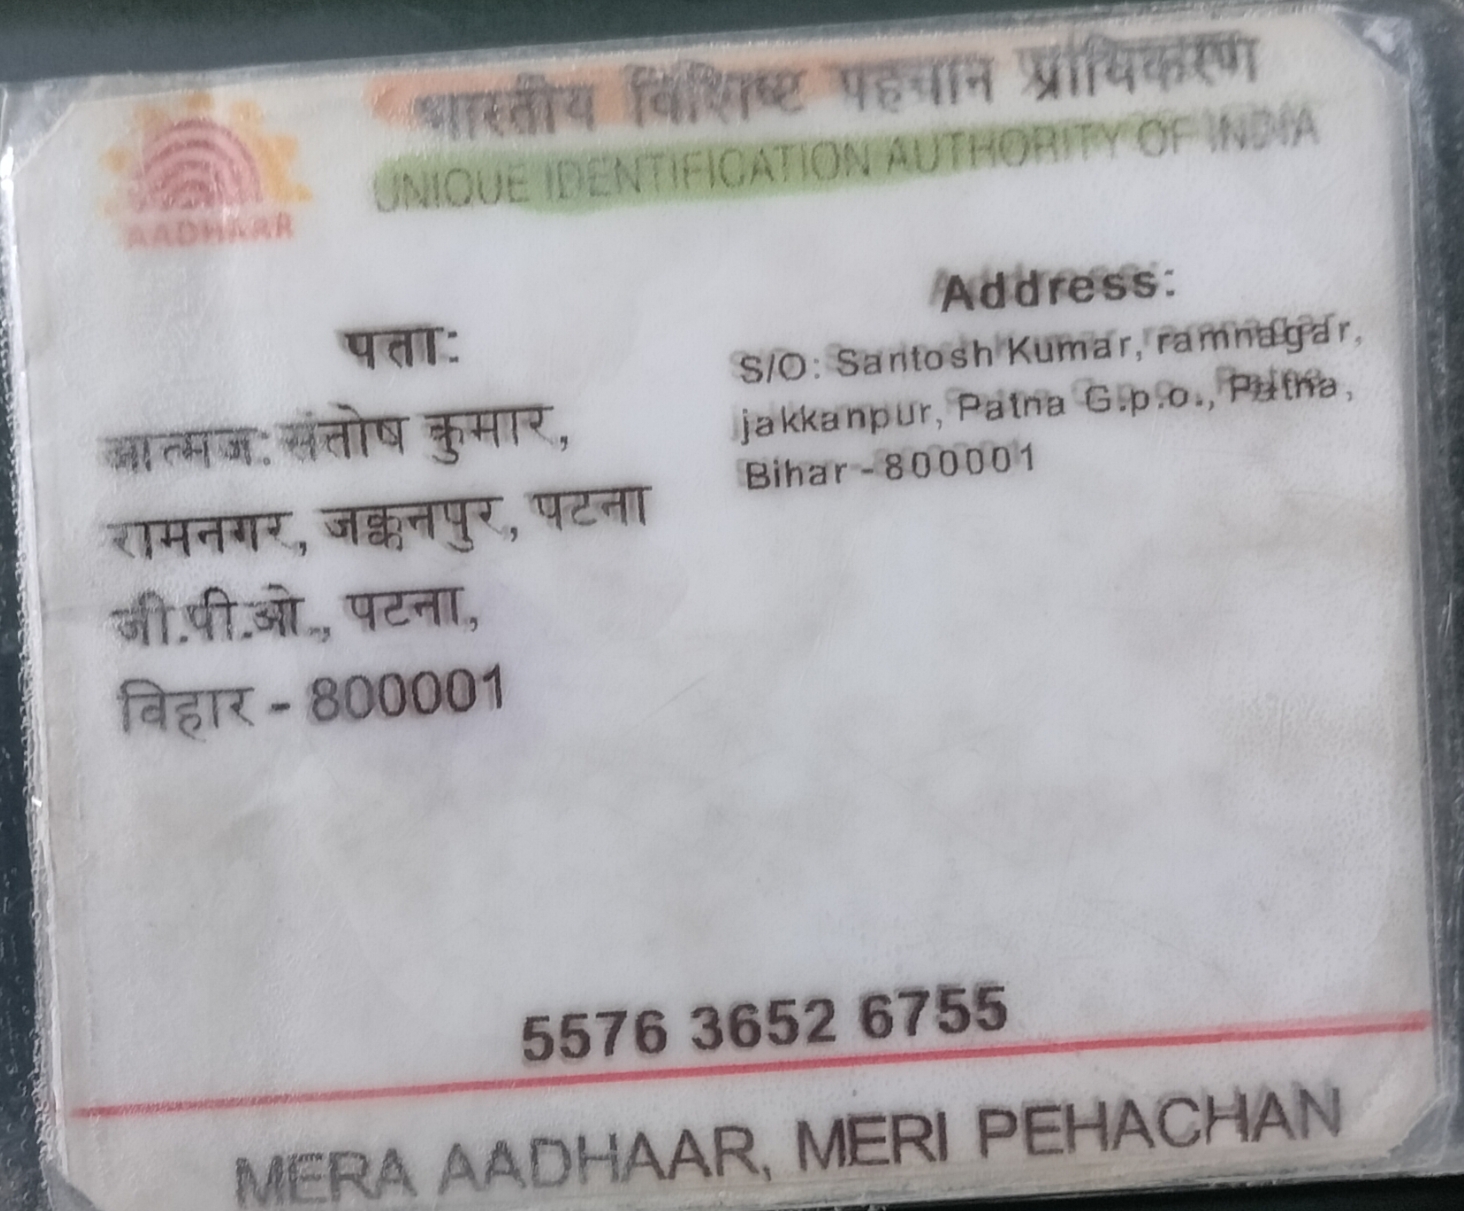 भारतीय विशिष्ट पहचान प्राधिकरण
UNIQUE IDENTIFICATION AUTHORITY OF INDIA
AADHAAR
पता:
आत्मज: संतोष कुमार,
रामनगर, जक्कनपुर, पटना
जी.पी.ओ., पटना,
बिहार - 800001
Address:
S/O: Santosh Kumar, ramnagar,
jakkanpur, Patna G.p.o., Patna,
Bihar - 800001
5576 3652 6755
MERA AADHAAR, MERI PEHACHAN